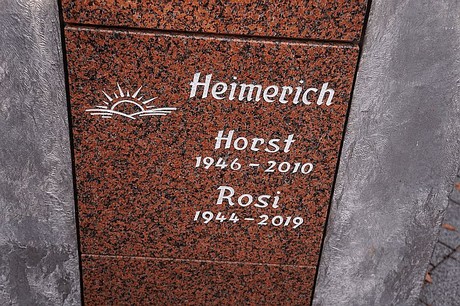 Heimerich
Horst
1946 - 2010
Rosi
1944 - 2019